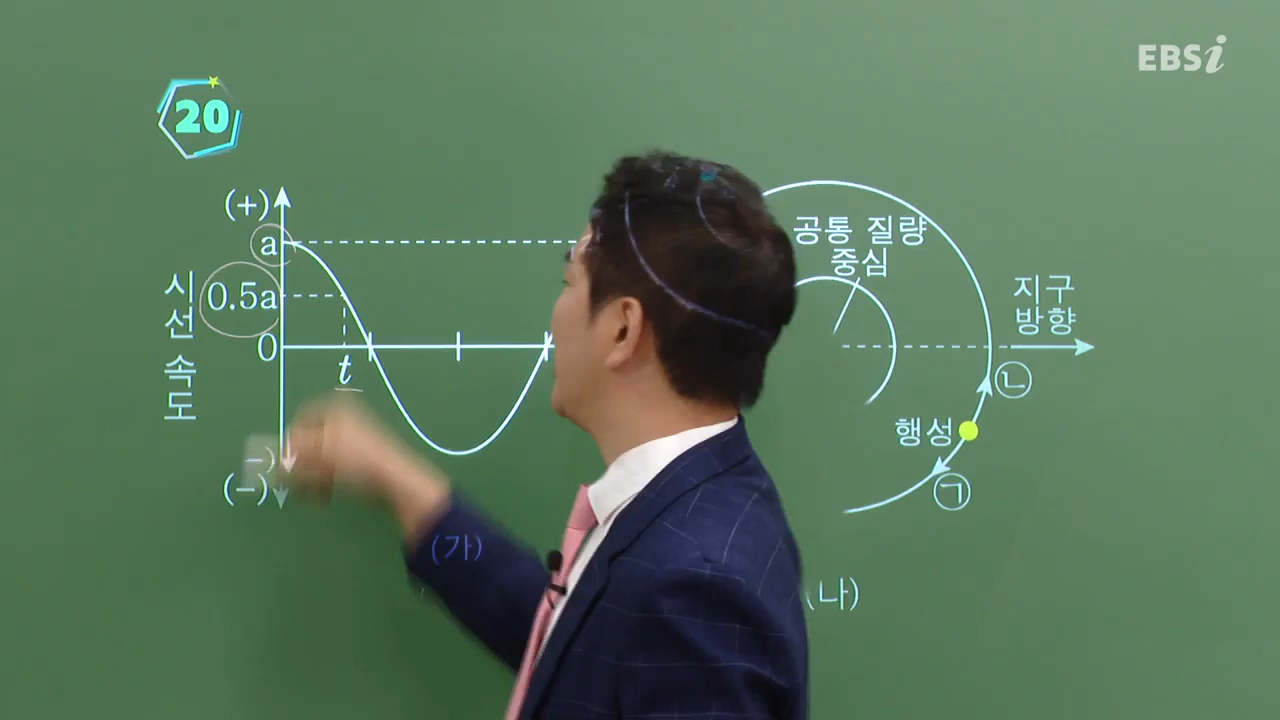 EBSi
20
(+)
a
0.5a
0
t
시선 속도
-)
(-)
(가)
공통 질량
중심
지구
방향
㉡
행성
㉠
(나)